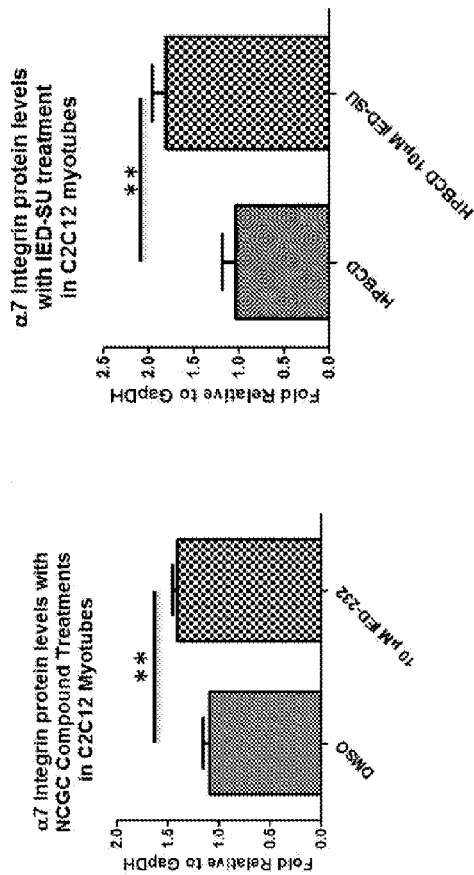 α7 Integrin protein levels with
NCGC Compound Treatments
in C2C12 Myotubes
Fold Relative to GapDH
2.0
1.5
1.0
0.5
0.0
**
DMSO
10 µM IED-232
α7 Integrin protein levels
with IED-SU treatment
in C2C12 myotubes
Fold Relative to GapDH
2.5
2.0
1.5
1.0
0.5
0.0
**
HPBCD
HPBCD 10µM IED-SU